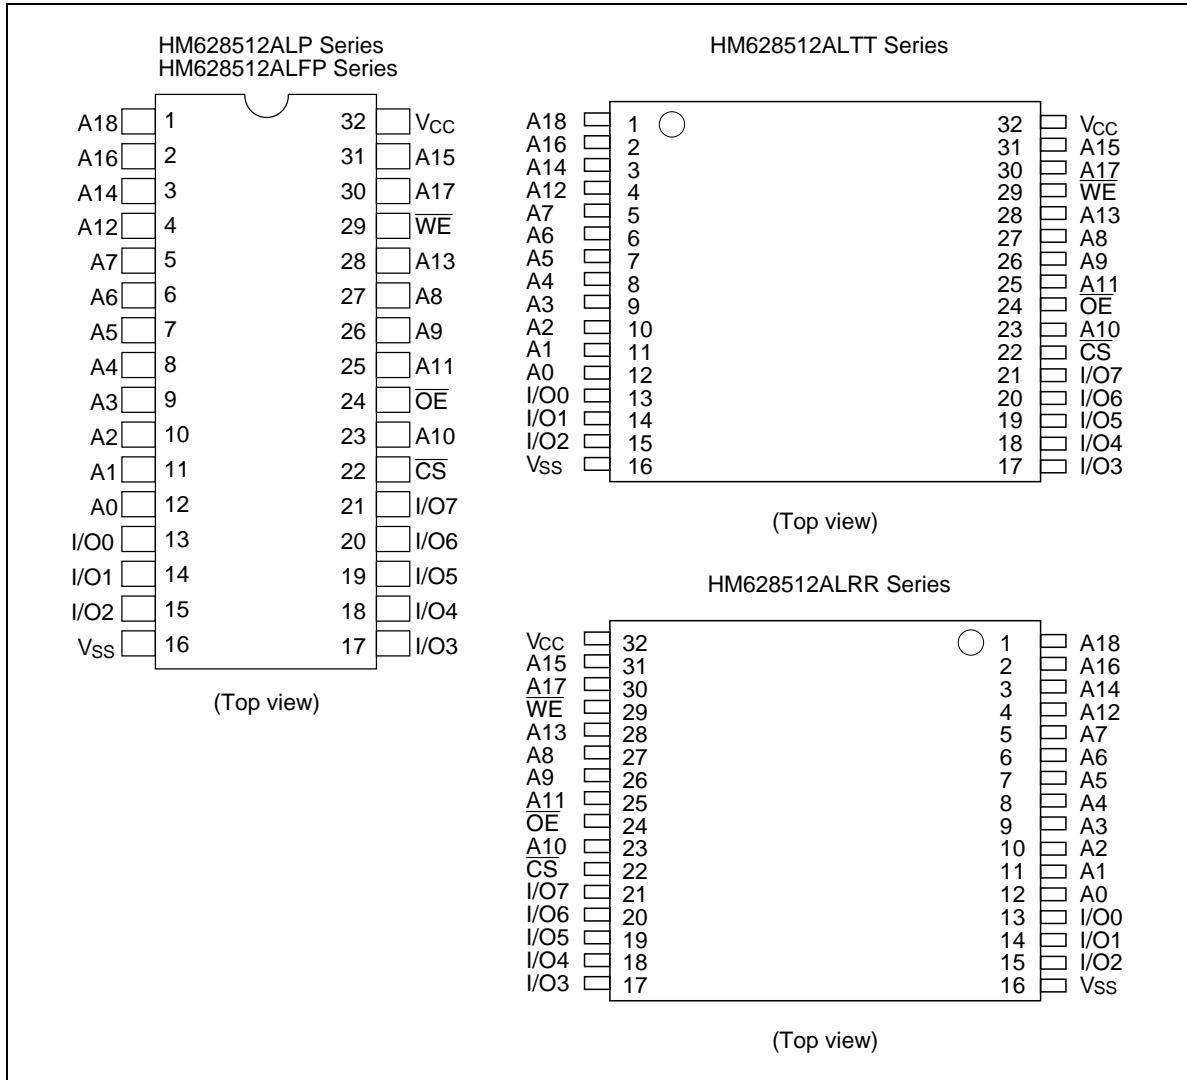 HM628512ALP Series
HM628512ALFP Series
A18 1 32 VCC
A16 2 31 A15
A14 3 30 A17
A12 4 29 W̅E̅
A7 5 28 A13
A6 6 27 A8
A5 7 26 A9
A4 8 25 A11
A3 9 24 O̅E̅
A2 10 23 A10
A1 11 22 C̅S̅
A0 12 21 I/O7
I/O0 13 20 I/O6
I/O1 14 19 I/O5
I/O2 15 18 I/O4
VSS 16 17 I/O3
(Top view)
HM628512ALTT Series
A18 1 32 VCC
A16 2 31 A15
A14 3 30 A17
A12 4 29 W̅E̅
A7 5 28 A13
A6 6 27 A8
A5 7 26 A9
A4 8 25 A11
A3 9 24 O̅E̅
A2 10 23 A10
A1 11 22 C̅S̅
A0 12 21 I/O7
I/O0 13 20 I/O6
I/O1 14 19 I/O5
I/O2 15 18 I/O4
VSS 16 17 I/O3
(Top view)
HM628512ALRR Series
VCC 32 1 A18
A15 31 2 A16
A17 30 3 A14
W̅E̅ 29 4 A12
A13 28 5 A7
A8 27 6 A6
A9 26 7 A5
A11 25 8 A4
O̅E̅ 24 9 A3
A10 23 10 A2
C̅S̅ 22 11 A1
I/O7 21 12 A0
I/O6 20 13 I/O0
I/O5 19 14 I/O1
I/O4 18 15 I/O2
I/O3 17 16 VSS
(Top view)